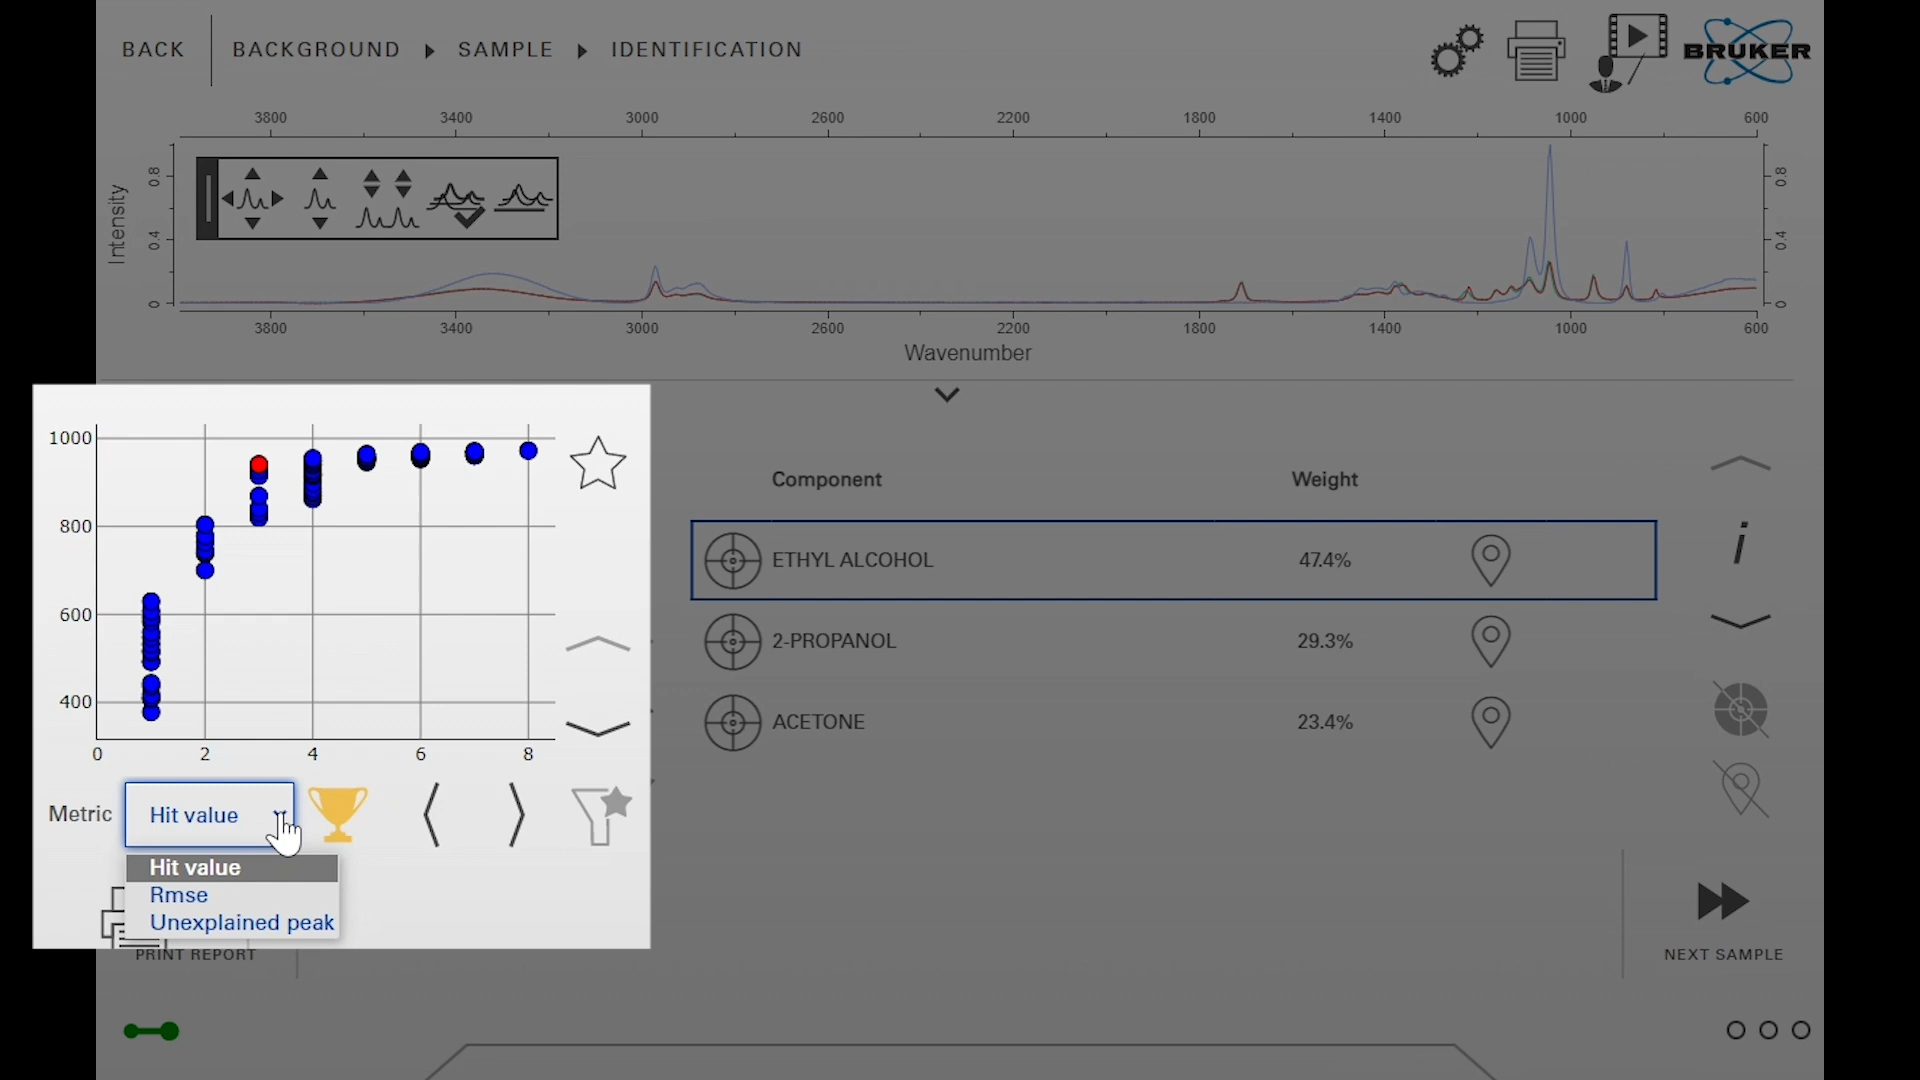 BACK BACKGROUND SAMPLE IDENTIFICATION
BRUKER
3800 3400 3000 2600 2200 1800 1400 1000 600
Intensity
0.8 0.8
0.4 0.4
0 0
3800 3400 3000 2600 2200 1800 1400 1000 600
Wavenumber
1000
800
600
400
0 2 4 6 8
Metric Hit value
Hit value
Rmse
Unexplained peak
PRINT REPORT
Component Weight
ETHYL ALCOHOL 47.4%
2-PROPANOL 29.3%
ACETONE 23.4%
i
NEXT SAMPLE